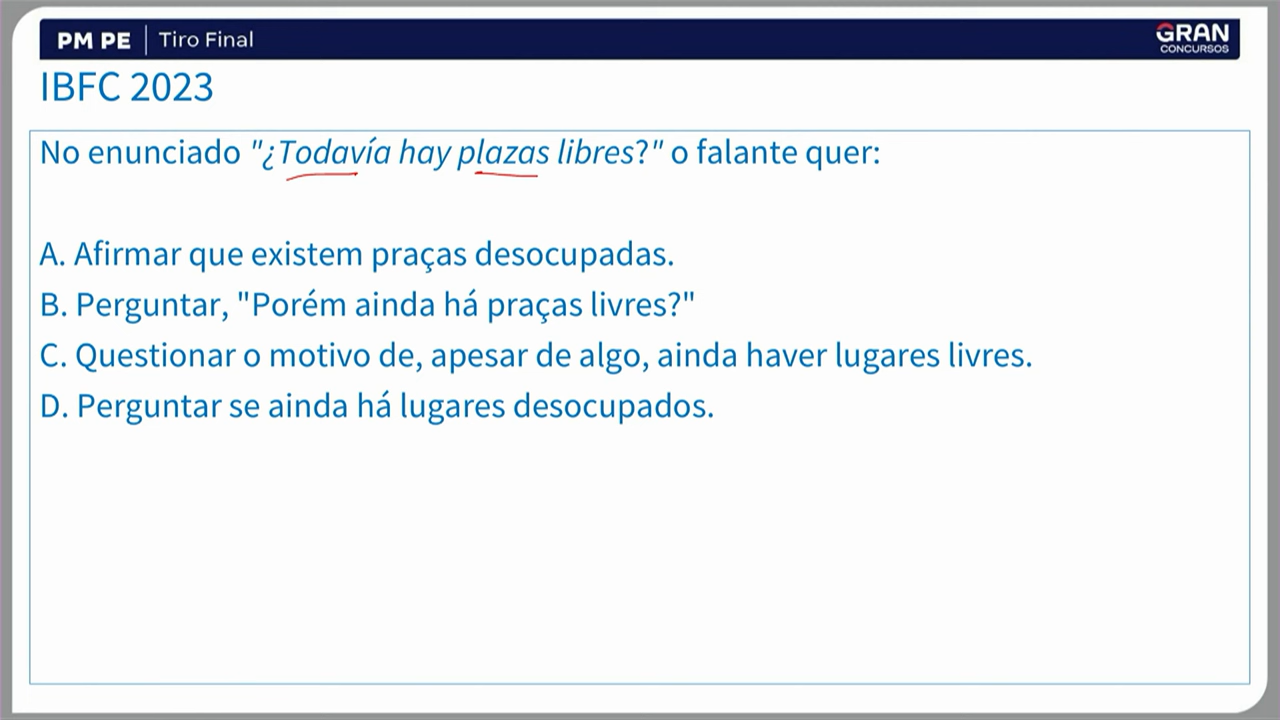 PM PE | Tiro Final
GRAN
CONCURSOS
IBFC 2023
No enunciado "¿Todavía hay plazas libres?" o falante quer:
A. Afirmar que existem praças desocupadas.
B. Perguntar, "Porém ainda há praças livres?"
C. Questionar o motivo de, apesar de algo, ainda haver lugares livres.
D. Perguntar se ainda há lugares desocupados.